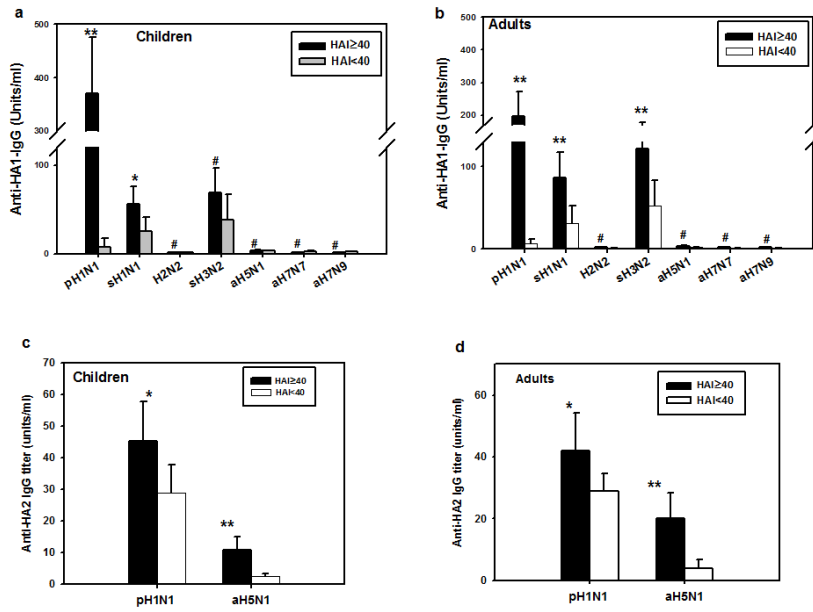 a
Children
HAI≥40
HAI<40
Anti-HA1-IgG (Units/ml)
500
400
300
100
0
**
*
#
#
#
#
#
pH1N1
sH1N1
H2N2
sH3N2
aH5N1
aH7N7
aH7N9
b
Adults
HAI≥40
HAI<40
Anti-HA1-IgG (Units/ml)
500
400
300
200
100
0
**
**
#
**
#
#
#
pH1N1
sH1N1
H2N2
sH3N2
aH5N1
aH7N7
aH7N9
c
Children
HAI≥40
HAI<40
Anti-HA2 IgG titer (units/ml)
70
60
50
40
30
20
10
0
*
**
pH1N1
aH5N1
d
Adults
HAI≥40
HAI<40
Anti-HA2 IgG titer (units/ml)
60
40
20
0
*
**
pH1N1
aH5N1